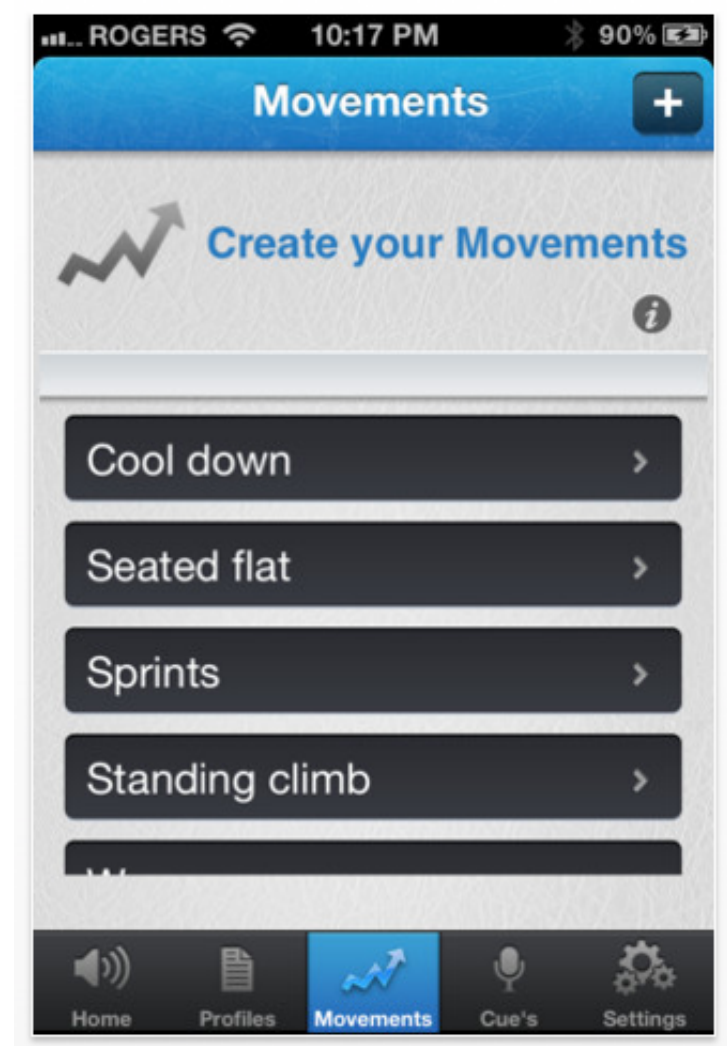 ROGERS 10:17 PM 90%
Movements +
Create your Movements
i
Cool down >
Seated flat >
Sprints >
Standing climb >
Home Profiles Movements Cue's Settings